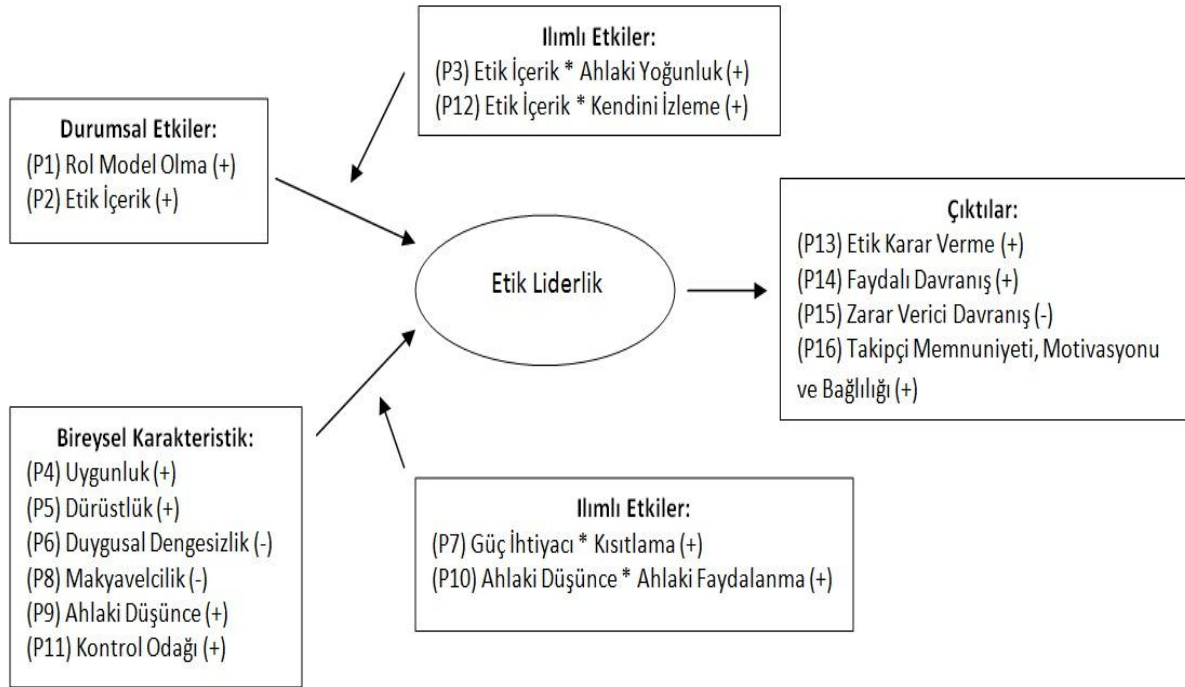 Ilımlı Etkiler:
(P3) Etik İçerik * Ahlaki Yoğunluk (+)
(P12) Etik İçerik * Kendini İzleme (+)
Durumsal Etkiler:
(P1) Rol Model Olma (+)
(P2) Etik İçerik (+)
Etik Liderlik
Çıktılar:
(P13) Etik Karar Verme (+)
(P14) Faydalı Davranış (+)
(P15) Zarar Verici Davranış (-)
(P16) Takipçi Memnuniyeti, Motivasyonu
ve Bağlılığı (+)
Bireysel Karakteristik:
(P4) Uygunluk (+)
(P5) Dürüstlük (+)
(P6) Duygusal Dengesizlik (-)
(P8) Makyavelcilik (-)
(P9) Ahlaki Düşünce (+)
(P11) Kontrol Odağı (+)
Ilımlı Etkiler:
(P7) Güç İhtiyacı * Kısıtlama (+)
(P10) Ahlaki Düşünce * Ahlaki Faydalanma (+)